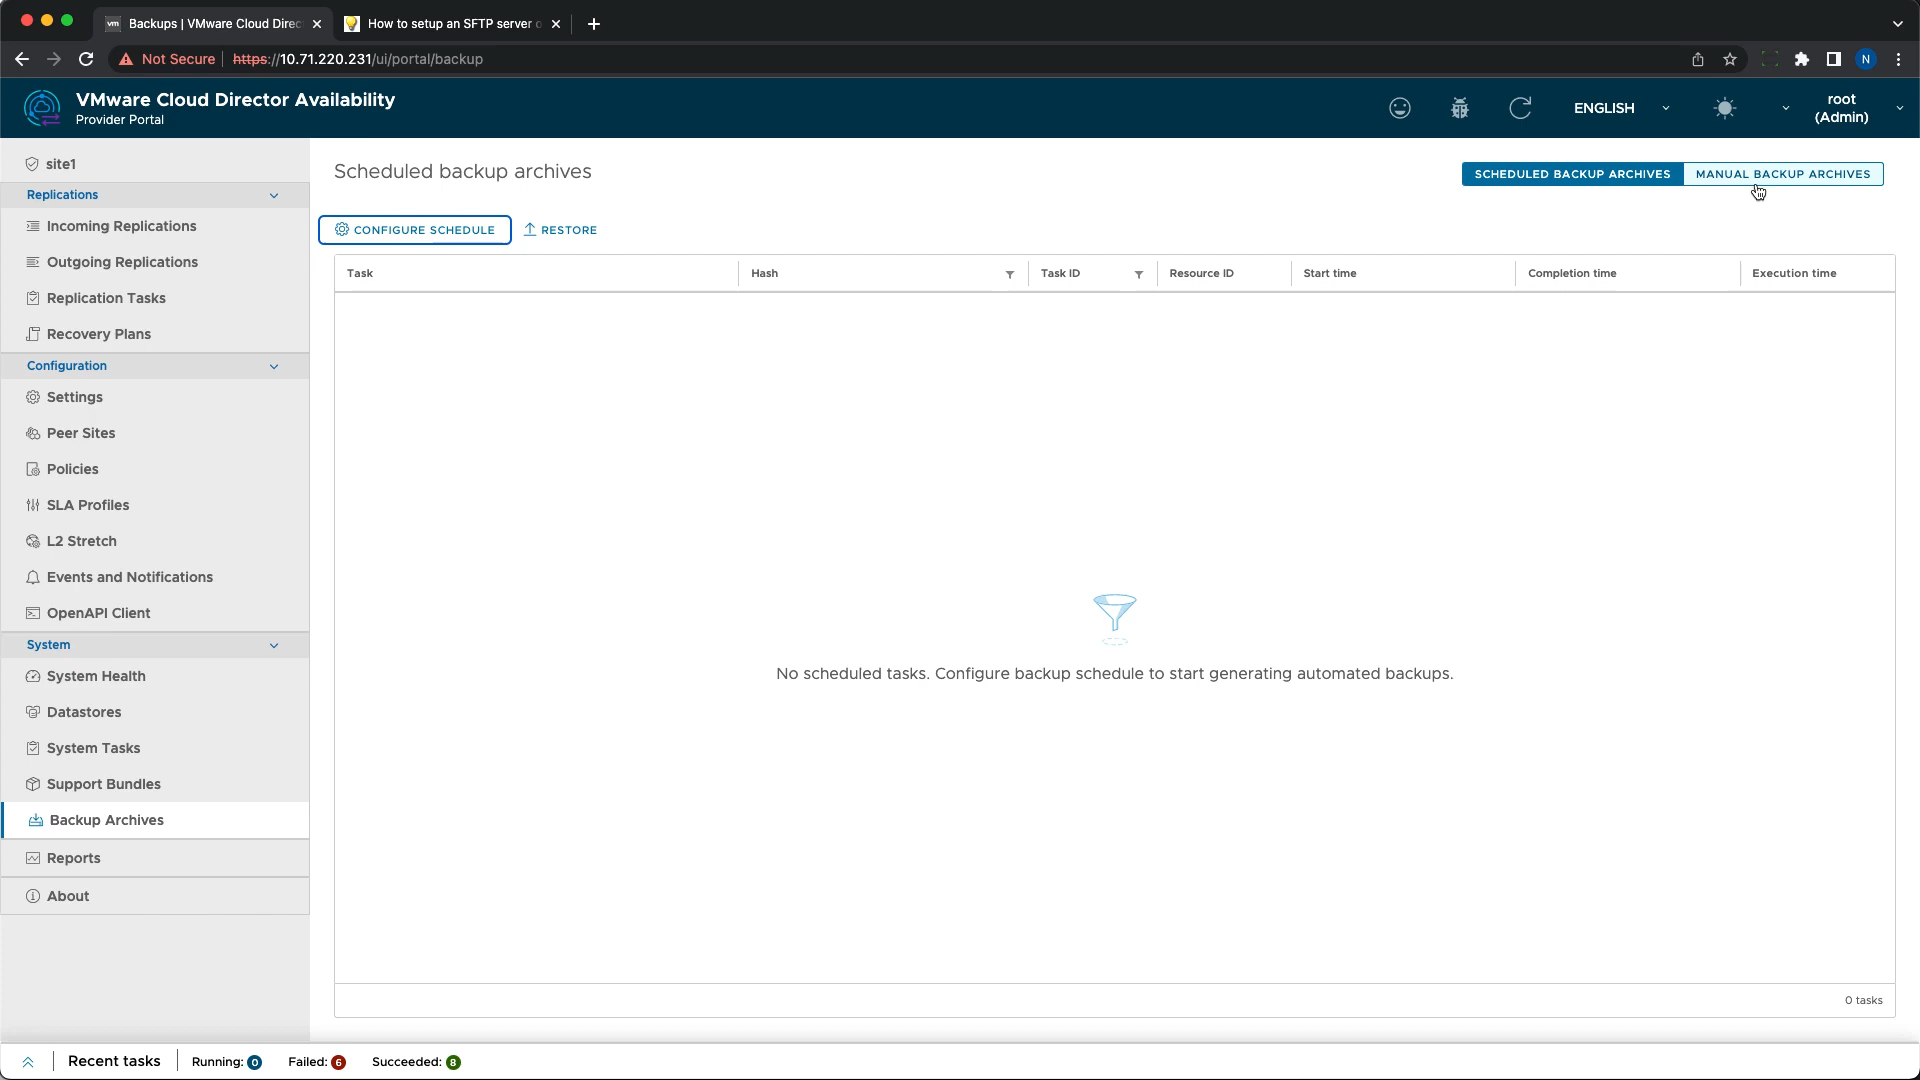 vm Backups | VMware Cloud Direc
How to setup an SFTP server o
Not Secure https://10.71.220.231/ui/portal/backup
N
VMware Cloud Director Availability
Provider Portal
ENGLISH
root
(Admin)
site1
Replications
Incoming Replications
Outgoing Replications
Replication Tasks
Recovery Plans
Configuration
Settings
Peer Sites
Policies
SLA Profiles
L2 Stretch
Events and Notifications
OpenAPI Client
System
System Health
Datastores
System Tasks
Support Bundles
Backup Archives
Reports
About
Scheduled backup archives
SCHEDULED BACKUP ARCHIVES MANUAL BACKUP ARCHIVES
CONFIGURE SCHEDULE RESTORE
Task Hash Task ID Resource ID Start time Completion time Execution time
No scheduled tasks. Configure backup schedule to start generating automated backups.
0 tasks
Recent tasks Running: 0 Failed: 6 Succeeded: 8